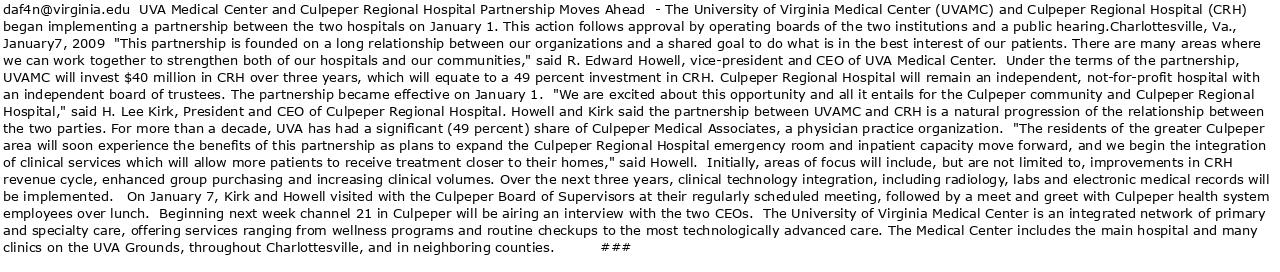 daf4n@virginia.edu  UVA Medical Center and Culpeper Regional Hospital Partnership Moves Ahead  - The University of Virginia Medical Center (UVAMC) and Culpeper Regional Hospital (CRH)
began implementing a partnership between the two hospitals on January 1. This action follows approval by operating boards of the two institutions and a public hearing.Charlottesville, Va.,
January7, 2009  "This partnership is founded on a long relationship between our organizations and a shared goal to do what is in the best interest of our patients. There are many areas where
we can work together to strengthen both of our hospitals and our communities," said R. Edward Howell, vice-president and CEO of UVA Medical Center.  Under the terms of the partnership,
UVAMC will invest $40 million in CRH over three years, which will equate to a 49 percent investment in CRH. Culpeper Regional Hospital will remain an independent, not-for-profit hospital with
an independent board of trustees. The partnership became effective on January 1.  "We are excited about this opportunity and all it entails for the Culpeper community and Culpeper Regional
Hospital," said H. Lee Kirk, President and CEO of Culpeper Regional Hospital. Howell and Kirk said the partnership between UVAMC and CRH is a natural progression of the relationship between
the two parties. For more than a decade, UVA has had a significant (49 percent) share of Culpeper Medical Associates, a physician practice organization.  "The residents of the greater Culpeper
area will soon experience the benefits of this partnership as plans to expand the Culpeper Regional Hospital emergency room and inpatient capacity move forward, and we begin the integration
of clinical services which will allow more patients to receive treatment closer to their homes," said Howell.  Initially, areas of focus will include, but are not limited to, improvements in CRH
revenue cycle, enhanced group purchasing and increasing clinical volumes. Over the next three years, clinical technology integration, including radiology, labs and electronic medical records will
be implemented.   On January 7, Kirk and Howell visited with the Culpeper Board of Supervisors at their regularly scheduled meeting, followed by a meet and greet with Culpeper health system
employees over lunch.  Beginning next week channel 21 in Culpeper will be airing an interview with the two CEOs.  The University of Virginia Medical Center is an integrated network of primary
and specialty care, offering services ranging from wellness programs and routine checkups to the most technologically advanced care. The Medical Center includes the main hospital and many
clinics on the UVA Grounds, throughout Charlottesville, and in neighboring counties.          ###